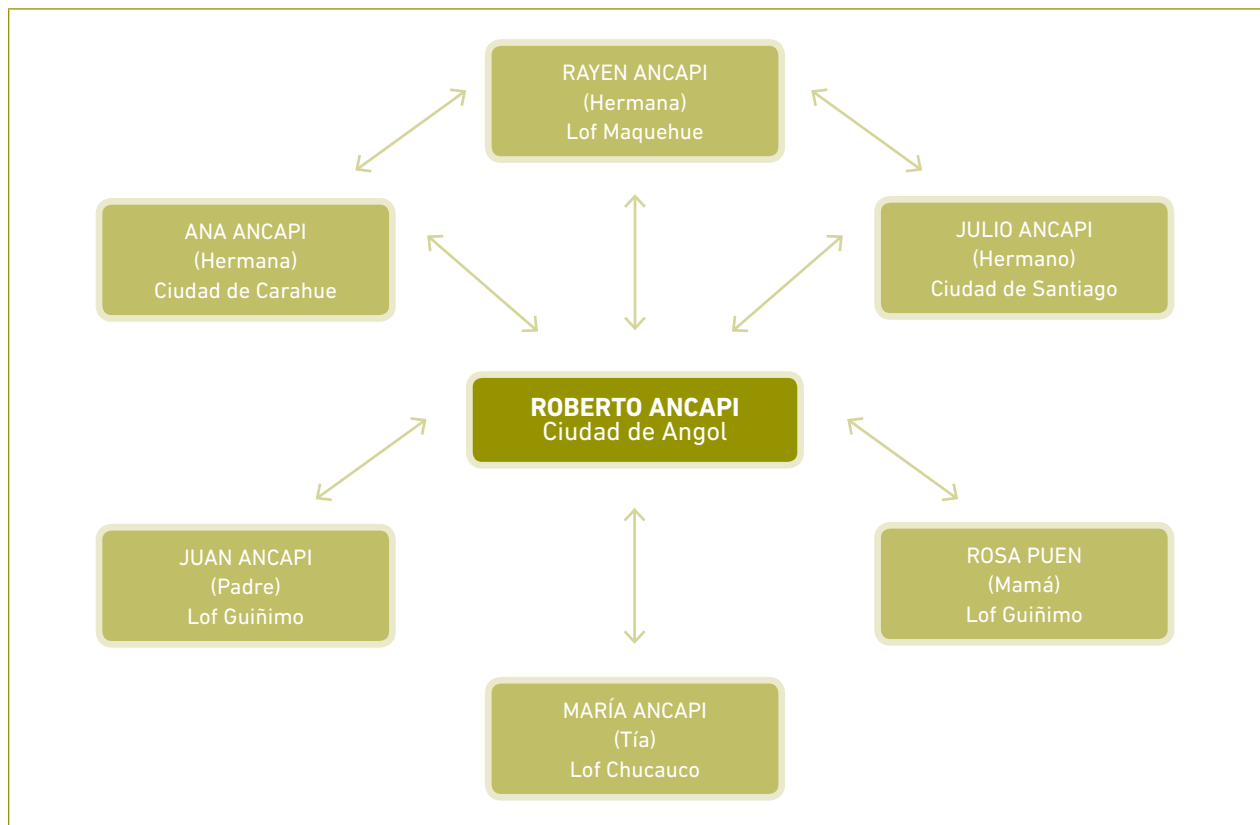 RAYEN ANCAPI
(Hermana)
Lof Maquehue
ANA ANCAPI
(Hermana)
Ciudad de Carahue
JULIO ANCAPI
(Hermano)
Ciudad de Santiago
ROBERTO ANCAPI
Ciudad de Angol
JUAN ANCAPI
(Padre)
Lof Guiñimo
ROSA PUEN
(Mamá)
Lof Guiñimo
MARÍA ANCAPI
(Tía)
Lof Chucauco